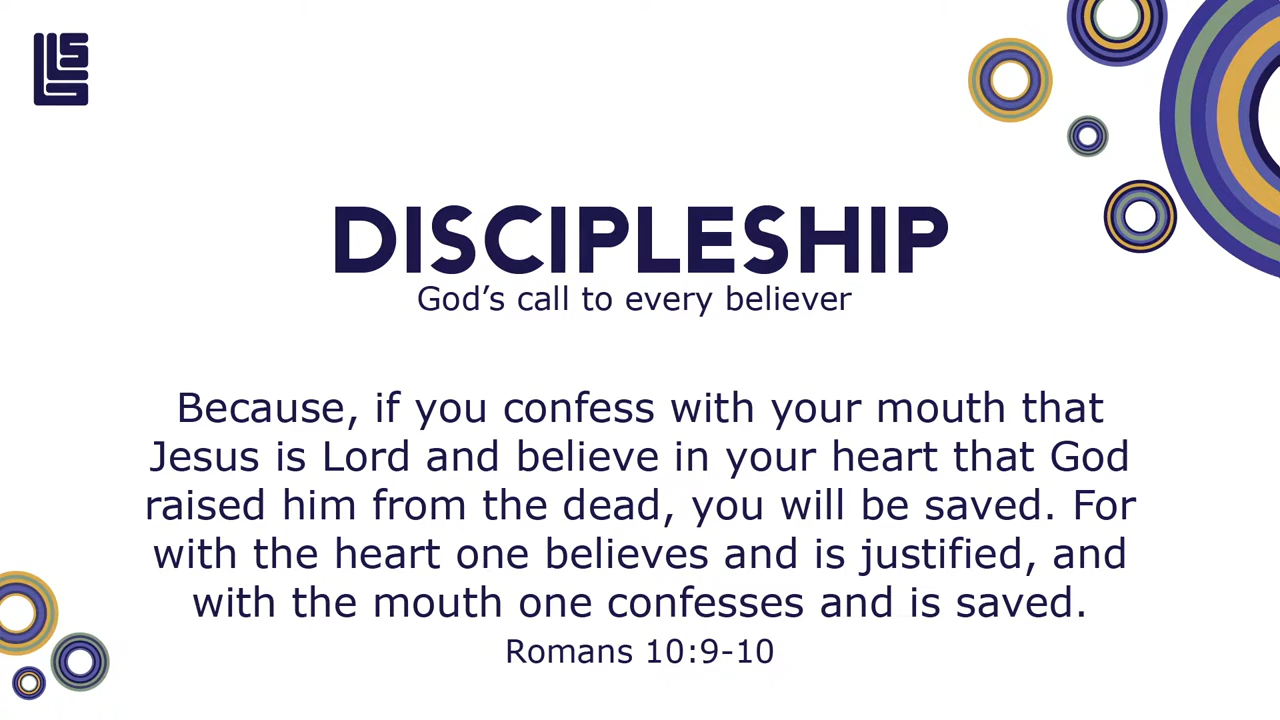 DISCIPLESHIP
God’s call to every believer
Because, if you confess with your mouth that
Jesus is Lord and believe in your heart that God
raised him from the dead, you will be saved. For
with the heart one believes and is justified, and
with the mouth one confesses and is saved.
Romans 10:9-10